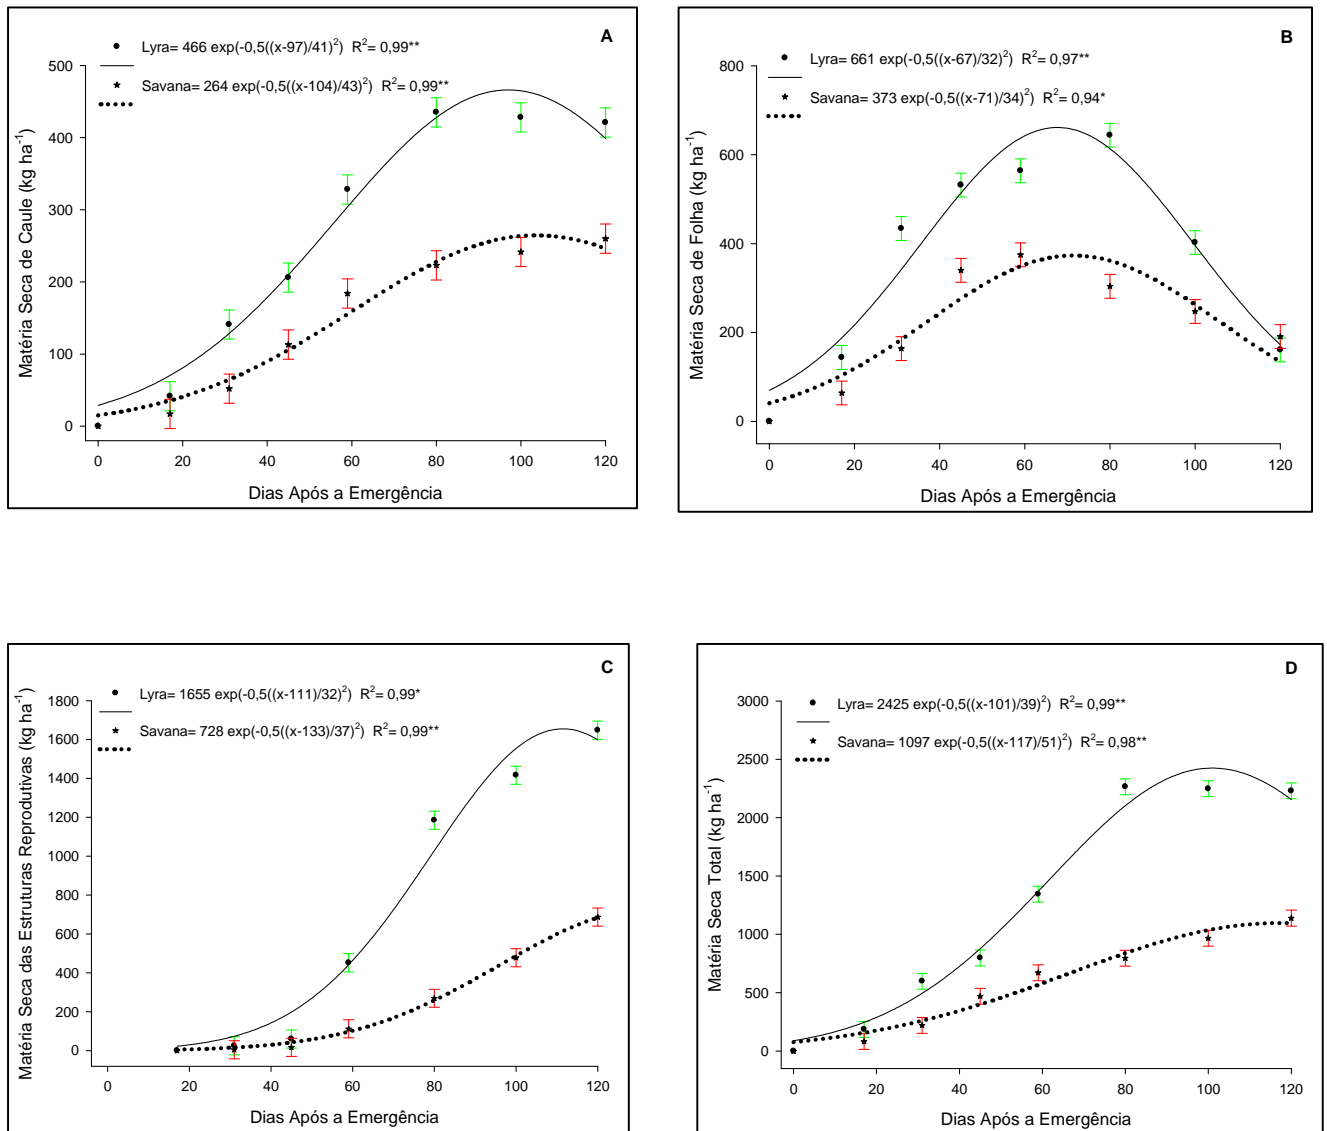 A
Lyra= 466 exp(-0,5((x-97)/41)²) R²= 0,99**
Savana= 264 exp(-0,5((x-104)/43)²) R²= 0,99**
Matéria Seca de Caule (kg ha⁻¹)
500
400
300
200
100
0
0 20 40 60 80 100 120
Dias Após a Emergência
B
Lyra= 661 exp(-0,5((x-67)/32)²) R²= 0,97**
Savana= 373 exp(-0,5((x-71)/34)²) R²= 0,94*
Matéria Seca de Folha (kg ha⁻¹)
800
600
400
200
0
0 20 40 60 80 100 120
Dias Após a Emergência
C
Lyra= 1655 exp(-0,5((x-111)/32)²) R²= 0,99*
Savana= 728 exp(-0,5((x-133)/37)²) R²= 0,99**
Matéria Seca das Estruturas Reprodutivas (kg ha⁻¹)
1800
1600
1400
1200
1000
800
600
400
200
0
0 20 40 60 80 100 120
Dias Após a Emergência
D
Lyra= 2425 exp(-0,5((x-101)/39)²) R²= 0,99**
Savana= 1097 exp(-0,5((x-117)/51)²) R²= 0,98**
Matéria Seca Total (kg ha⁻¹)
3000
2500
2000
1500
1000
500
0
0 20 40 60 80 100 120
Dias Após a Emergência